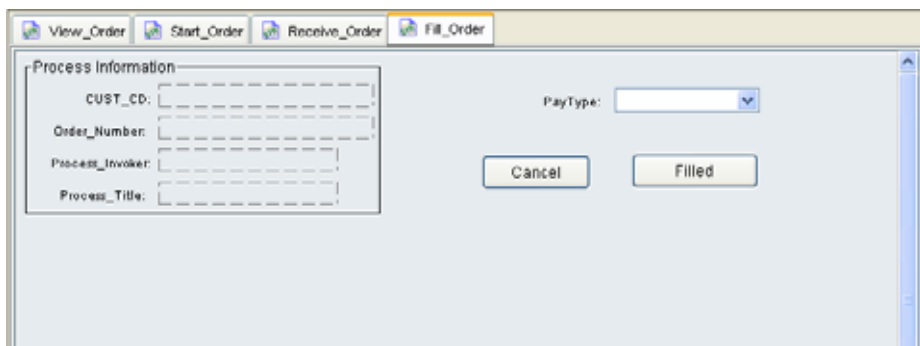 View_Order Start_Order Receive_Order Fill_Order
Process Information
CUST_CD:
Order_Number:
Process_Invoker:
Process_Title:
PayType:
Cancel Filled